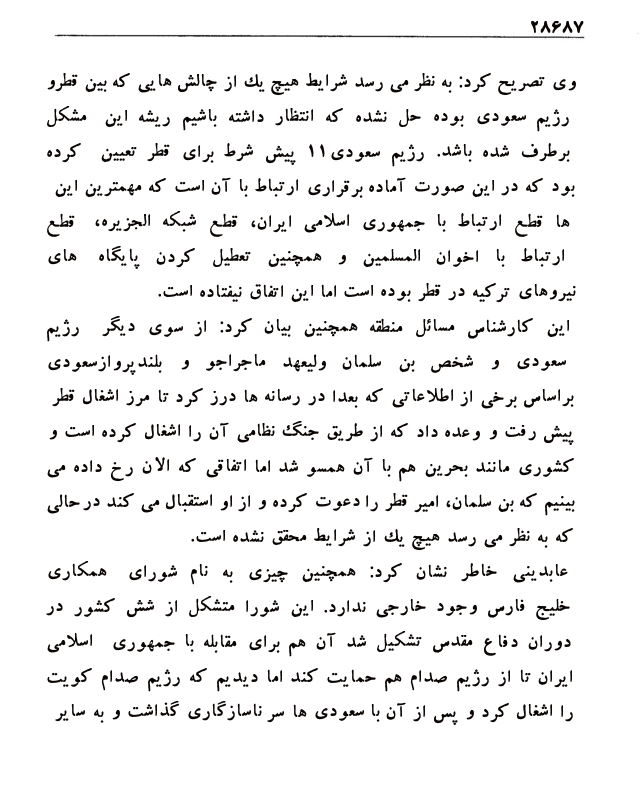 ۲۸۶۸۷
وی تصریح کرد: به نظر می رسد شرایط هیچ یك از چالش هایی که بین قطرو
رژیم سعودی بوده حل نشده که انتظار داشته باشیم ریشه این مشکل
برطرف شده باشد. رژیم سعودی۱۱ پیش شرط برای قطر تعیین کرده
بود که در این صورت آماده برقراری ارتباط با آن است که مهمترین این
ها قطع ارتباط با جمهوری اسلامی ایران، قطع شبکه الجزیره، قطع
ارتباط با اخوان المسلمین و همچنین تعطیل کردن پایگاه های
نیروهای ترکیه در قطر بوده است اما این اتفاق نیفتاده است.
این کارشناس مسائل منطقه همچنین بیان کرد: از سوی دیگر رژیم
سعودی و شخص بن سلمان ولیعهد ماجراجو و بلندپروازسعودی
براساس برخی از اطلاعاتی که بعدا در رسانه ها درز کرد تا مرز اشغال قطر
پیش رفت و وعده داد که از طریق جنگ نظامی آن را اشغال کرده است و
کشوری مانند بحرین هم با آن همسو شد اما اتفاقی که الان رخ داده می
بینیم که بن سلمان، امیر قطر را دعوت کرده و از او استقبال می کند درحالی
که به نظر می رسد هیچ یك از شرایط محقق نشده است.
عابدینی خاطر نشان کرد: همچنین چیزی به نام شورای همکاری
خلیج فارس وجود خارجی ندارد. این شورا متشکل از شش کشور در
دوران دفاع مقدس تشکیل شد آن هم برای مقابله با جمهوری اسلامی
ایران تا از رژیم صدام هم حمایت کند اما دیدیم که رژیم صدام کویت
را اشغال کرد و پس از آن با سعودی ها سر ناسازگاری گذاشت و به سایر